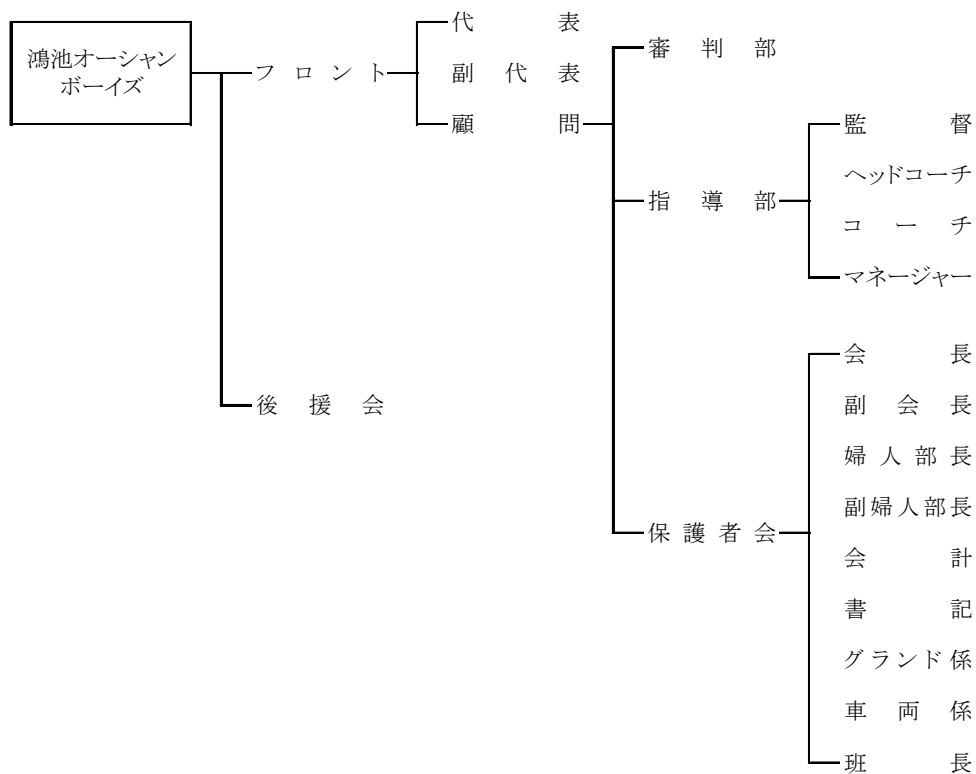 鴻池オーシャン
ボーイズ
フロント
代表
副代表
顧問
審判部
指導部
監督
ヘッドコーチ
コーチ
マネージャー
保護者会
会長
副会長
婦人部長
副婦人部長
会計
書記
グランド係
車両係
班長
後援会